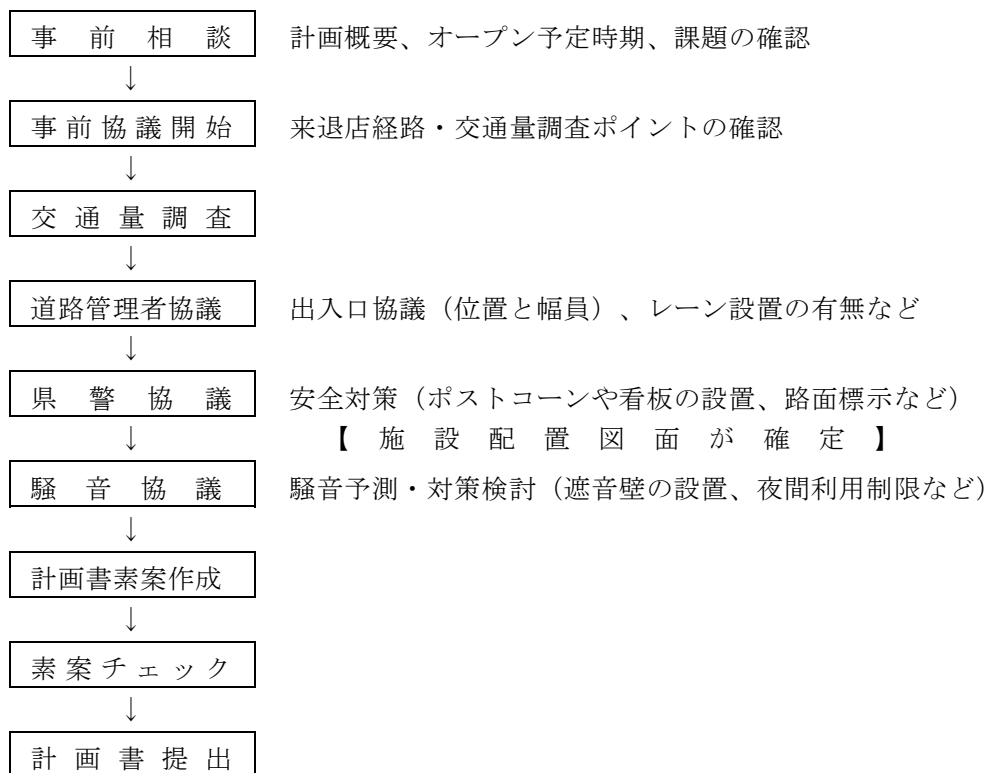 事前相談 計画概要、オープン予定時期、課題の確認
↓
事前協議開始 来退店経路・交通量調査ポイントの確認
↓
交通量調査
↓
道路管理者協議 出入口協議（位置と幅員）、レーン設置の有無など
↓
県警協議 安全対策（ポストコーンや看板の設置、路面標示など）
↓ 【施設配置図面が確定】
騒音協議 騒音予測・対策検討（遮音壁の設置、夜間利用制限など）
↓
計画書素案作成
↓
素案チェック
↓
計画書提出